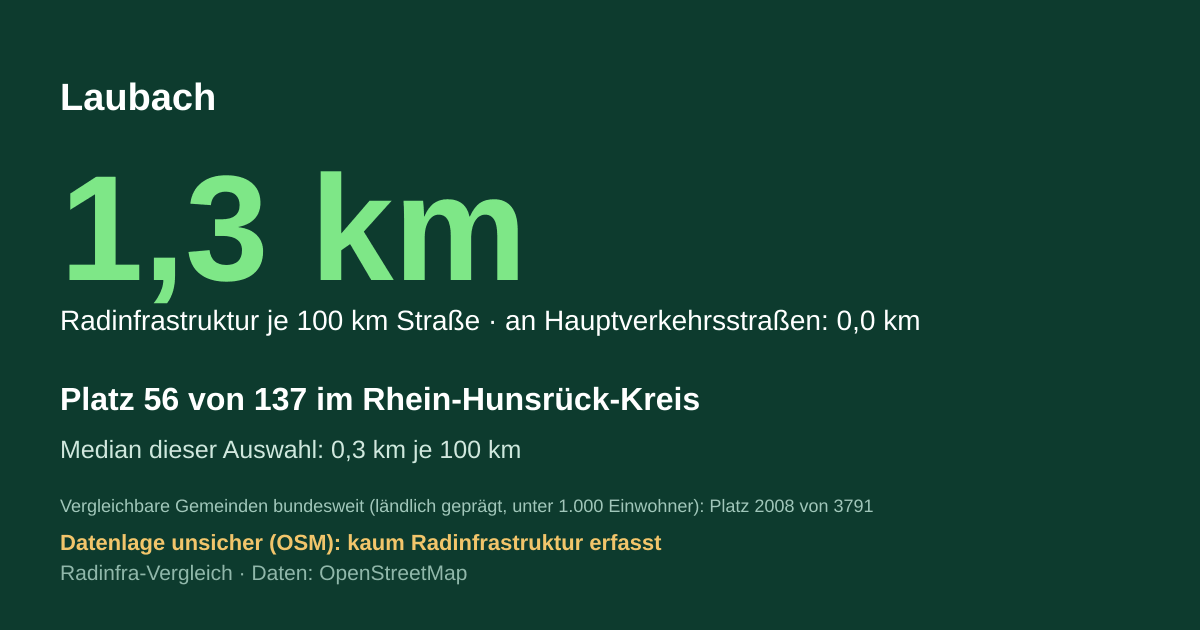 Laubach
1,3 km
Radinfrastruktur je 100 km Straße · an Hauptverkehrsstraßen: 0,0 km
Platz 56 von 137 im Rhein-Hunsrück-Kreis
Median dieser Auswahl: 0,3 km je 100 km
Vergleichbare Gemeinden bundesweit (ländlich geprägt, unter 1.000 Einwohner): Platz 2008 von 3791
Datenlage unsicher (OSM): kaum Radinfrastruktur erfasst
Radinfra-Vergleich · Daten: OpenStreetMap